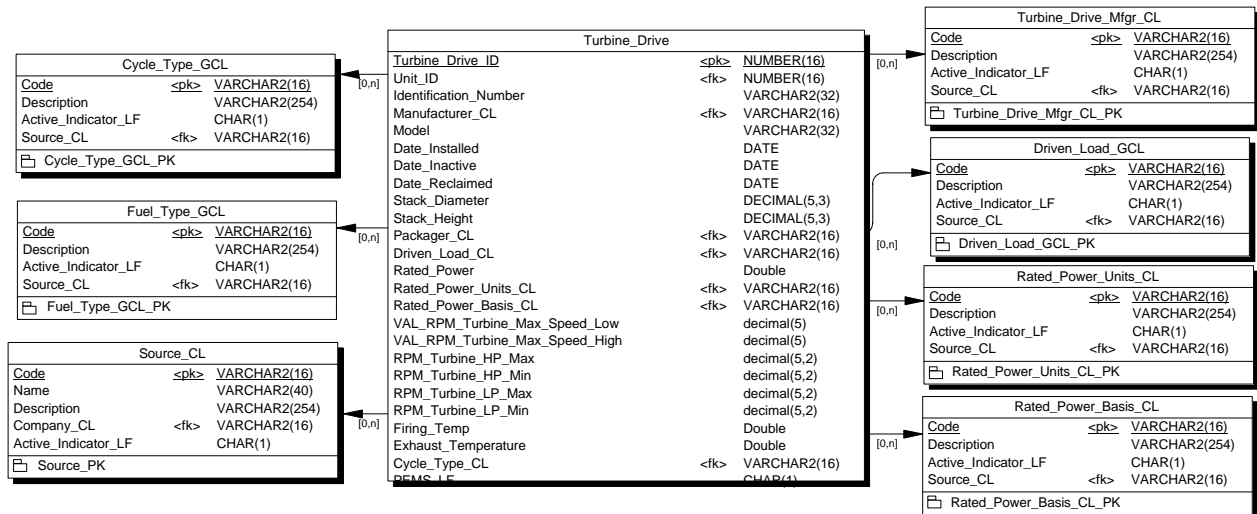 Cycle_Type_GCL
Code <pk> VARCHAR2(16)
Description VARCHAR2(254)
Active_Indicator_LF CHAR(1)
Source_CL <fk> VARCHAR2(16)
Cycle_Type_GCL_PK
[0,n]
Fuel_Type_GCL
Code <pk> VARCHAR2(16)
Description VARCHAR2(254)
Active_Indicator_LF CHAR(1)
Source_CL <fk> VARCHAR2(16)
Fuel_Type_GCL_PK
[0,n]
Source_CL
Code <pk> VARCHAR2(16)
Name VARCHAR2(40)
Description VARCHAR2(254)
Company_CL <fk> VARCHAR2(16)
Active_Indicator_LF CHAR(1)
Source_PK
[0,n]
Turbine_Drive
Turbine_Drive_ID <pk> NUMBER(16)
Unit_ID <fk> NUMBER(16)
Identification_Number VARCHAR2(32)
Manufacturer_CL <fk> VARCHAR2(16)
Model VARCHAR2(32)
Date_Installed DATE
Date_Inactive DATE
Date_Reclaimed DATE
Stack_Diameter DECIMAL(5,3)
Stack_Height DECIMAL(5,3)
Packager_CL <fk> VARCHAR2(16)
Driven_Load_CL <fk> VARCHAR2(16)
Rated_Power Double
Rated_Power_Units_CL <fk> VARCHAR2(16)
Rated_Power_Basis_CL <fk> VARCHAR2(16)
VAL_RPM_Turbine_Max_Speed_Low decimal(5)
VAL_RPM_Turbine_Max_Speed_High decimal(5)
RPM_Turbine_HP_Max decimal(5,2)
RPM_Turbine_HP_Min decimal(5,2)
RPM_Turbine_LP_Max decimal(5,2)
RPM_Turbine_LP_Min decimal(5,2)
Firing_Temp Double
Exhaust_Temperature Double
Cycle_Type_CL <fk> VARCHAR2(16)
PEMS_LF CHAR(1)
Turbine_Drive_Mfgr_CL
Code <pk> VARCHAR2(16)
Description VARCHAR2(254)
Active_Indicator_LF CHAR(1)
Source_CL <fk> VARCHAR2(16)
Turbine_Drive_Mfgr_CL_PK
[0,n]
Driven_Load_GCL
Code <pk> VARCHAR2(16)
Description VARCHAR2(254)
Active_Indicator_LF CHAR(1)
Source_CL <fk> VARCHAR2(16)
Driven_Load_GCL_PK
[0,n]
Rated_Power_Units_CL
Code <pk> VARCHAR2(16)
Description VARCHAR2(254)
Active_Indicator_LF CHAR(1)
Source_CL <fk> VARCHAR2(16)
Rated_Power_Units_CL_PK
[0,n]
Rated_Power_Basis_CL
Code <pk> VARCHAR2(16)
Description VARCHAR2(254)
Active_Indicator_LF CHAR(1)
Source_CL <fk> VARCHAR2(16)
Rated_Power_Basis_CL_PK
[0,n]